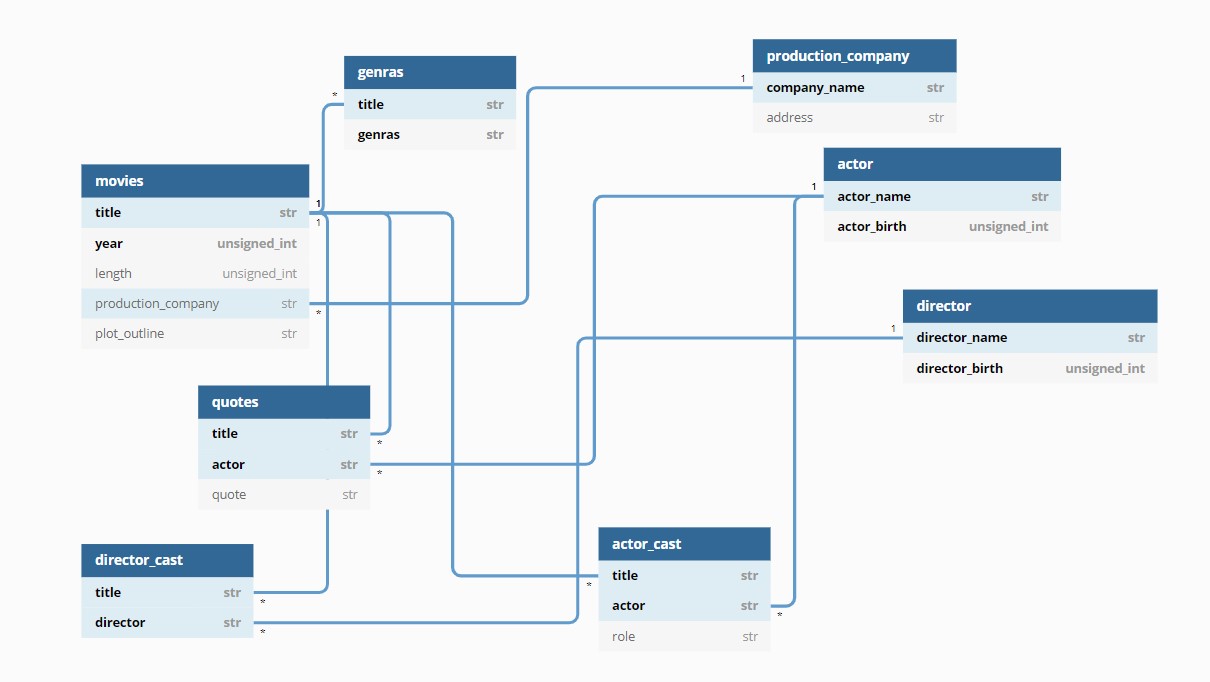 genras
title str
genras str
production_company
company_name str
address str
movies
title str
year unsigned_int
length unsigned_int
production_company str
plot_outline str
actor
actor_name str
actor_birth unsigned_int
director
director_name str
director_birth unsigned_int
quotes
title str
actor str
quote str
director_cast
title str
director str
actor_cast
title str
actor str
role str
*
1
1
1
1
*
1
*
*
*
*
*
*